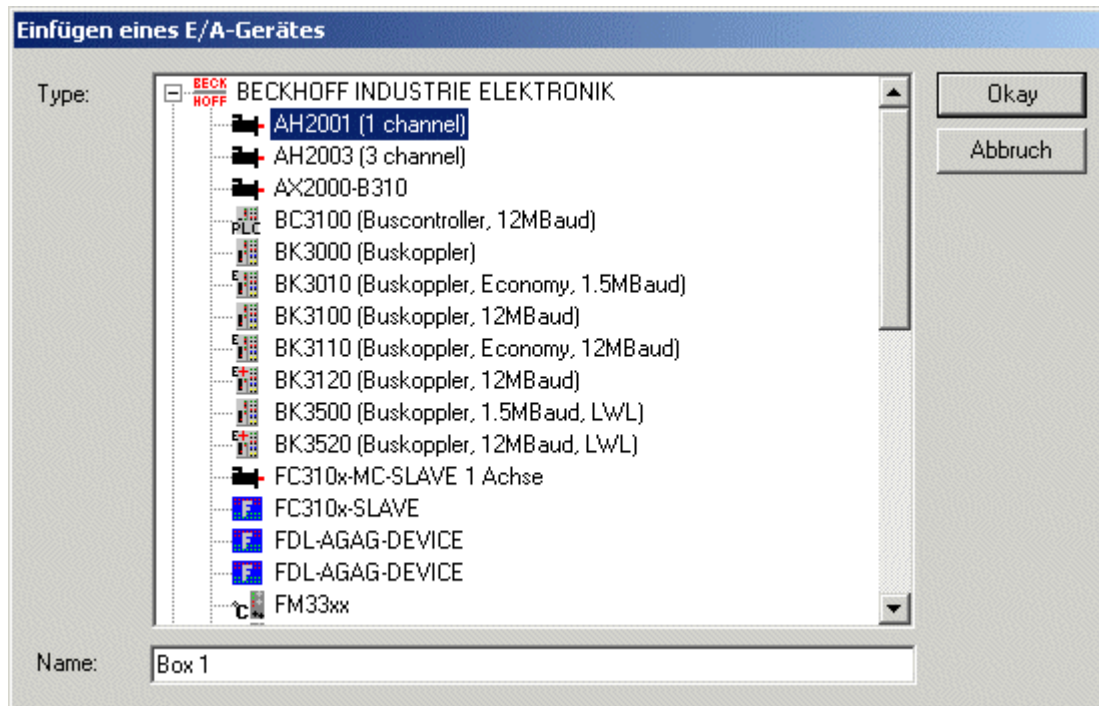 Einfügen eines E/A-Gerätes
Type:
BECK
HOFF
BECKHOFF INDUSTRIE ELEKTRONIK
AH2001 (1 channel)
AH2003 (3 channel)
AX2000-B310
PLC BC3100 (Buscontroller, 12MBaud)
BK3000 (Buskoppler)
E BK3010 (Buskoppler, Economy, 1.5MBaud)
BK3100 (Buskoppler, 12MBaud)
E BK3110 (Buskoppler, Economy, 12MBaud)
E+ BK3120 (Buskoppler, 12MBaud)
BK3500 (Buskoppler, 1.5MBaud, LWL)
E+ BK3520 (Buskoppler, 12MBaud, LWL)
FC310x-MC-SLAVE 1 Achse
F FC310x-SLAVE
F FDL-AGAG-DEVICE
F FDL-AGAG-DEVICE
°C FM33xx
Okay
Abbruch
Name:
Box 1